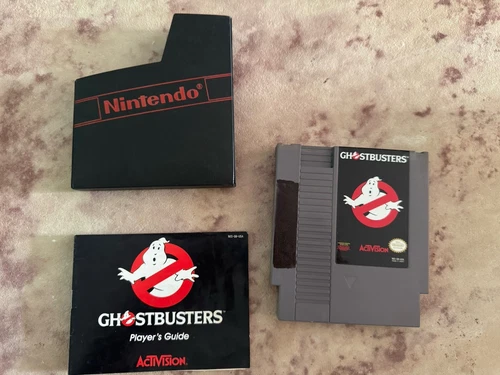 Nintendo®
GHOSTBUSTERS
Player's Guide
ACTIVISION.
GHOSTBUSTERS
ACTIVISION